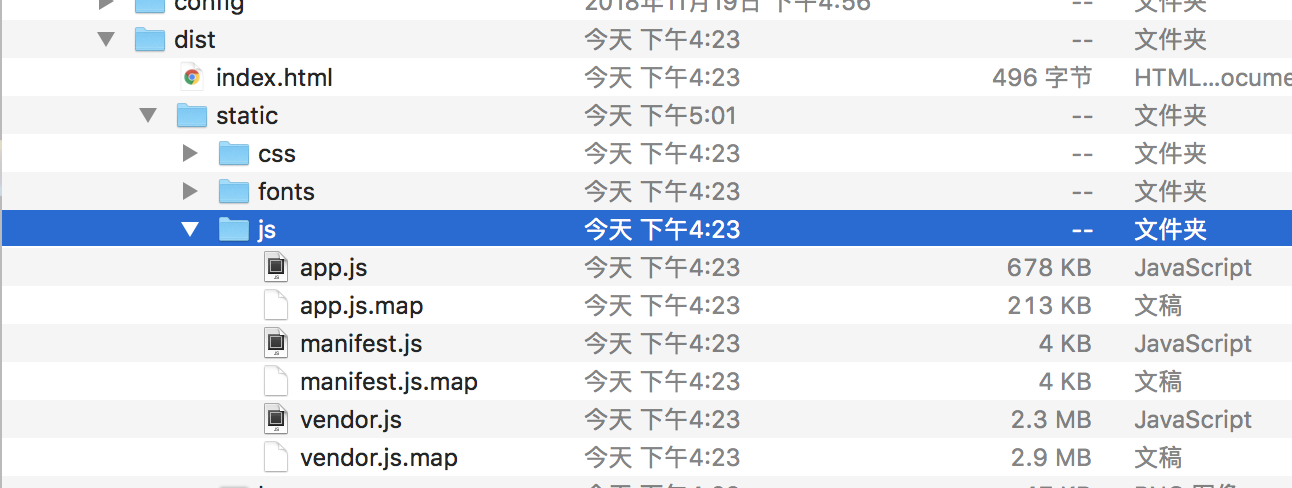 config 2018年11月19日 下午4:56 -- 文件夹
dist 今天 下午4:23 -- 文件夹
index.html 今天 下午4:23 496 字节 HTML...ocume
static 今天 下午5:01 -- 文件夹
css 今天 下午4:23 -- 文件夹
fonts 今天 下午4:23 -- 文件夹
js 今天 下午4:23 -- 文件夹
app.js 今天 下午4:23 678 KB JavaScript
app.js.map 今天 下午4:23 213 KB 文稿
manifest.js 今天 下午4:23 4 KB JavaScript
manifest.js.map 今天 下午4:23 4 KB 文稿
vendor.js 今天 下午4:23 2.3 MB JavaScript
vendor.js.map 今天 下午4:23 2.9 MB 文稿